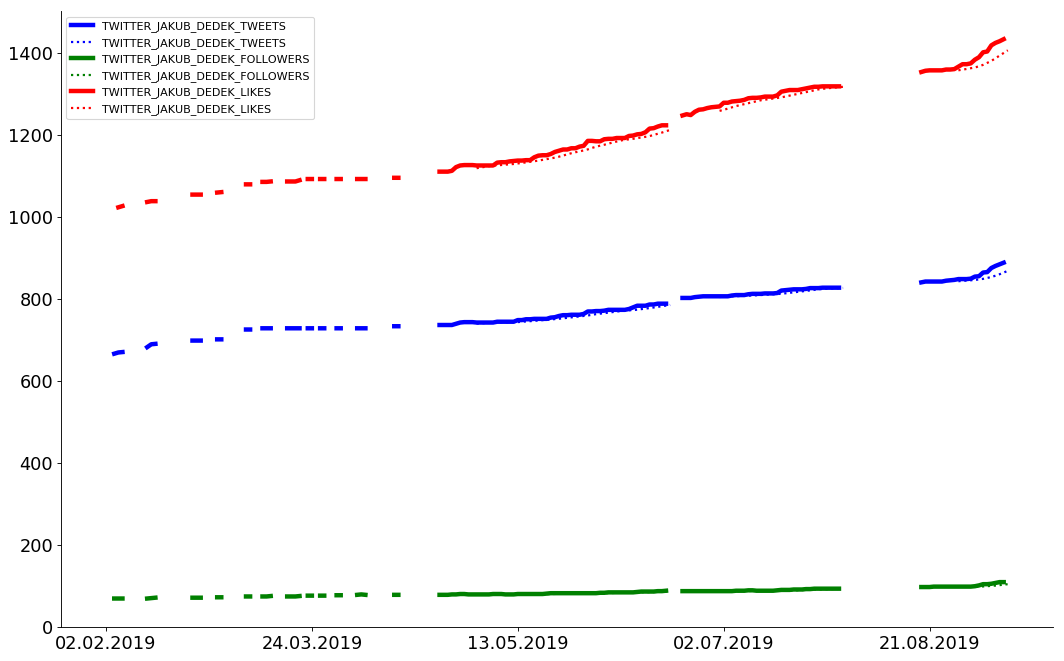 1400
1200
1000
800
600
400
200
0
TWITTER_JAKUB_DEDEK_TWEETS
TWITTER_JAKUB_DEDEK_TWEETS
TWITTER_JAKUB_DEDEK_FOLLOWERS
TWITTER_JAKUB_DEDEK_FOLLOWERS
TWITTER_JAKUB_DEDEK_LIKES
TWITTER_JAKUB_DEDEK_LIKES
02.02.2019 24.03.2019 13.05.2019 02.07.2019 21.08.2019